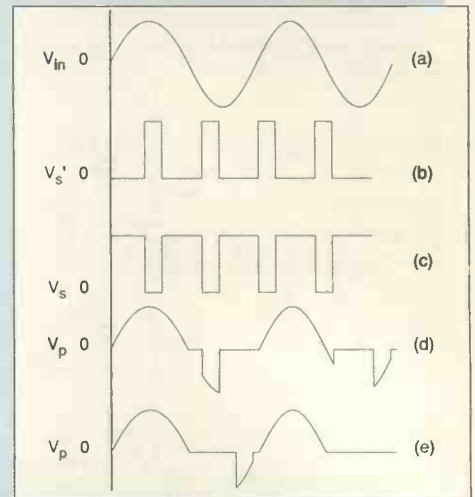 V_in 0 (a)
V_s' 0 (b)
(c)
V_s 0
V_p 0 (d)
V_p 0 (e)